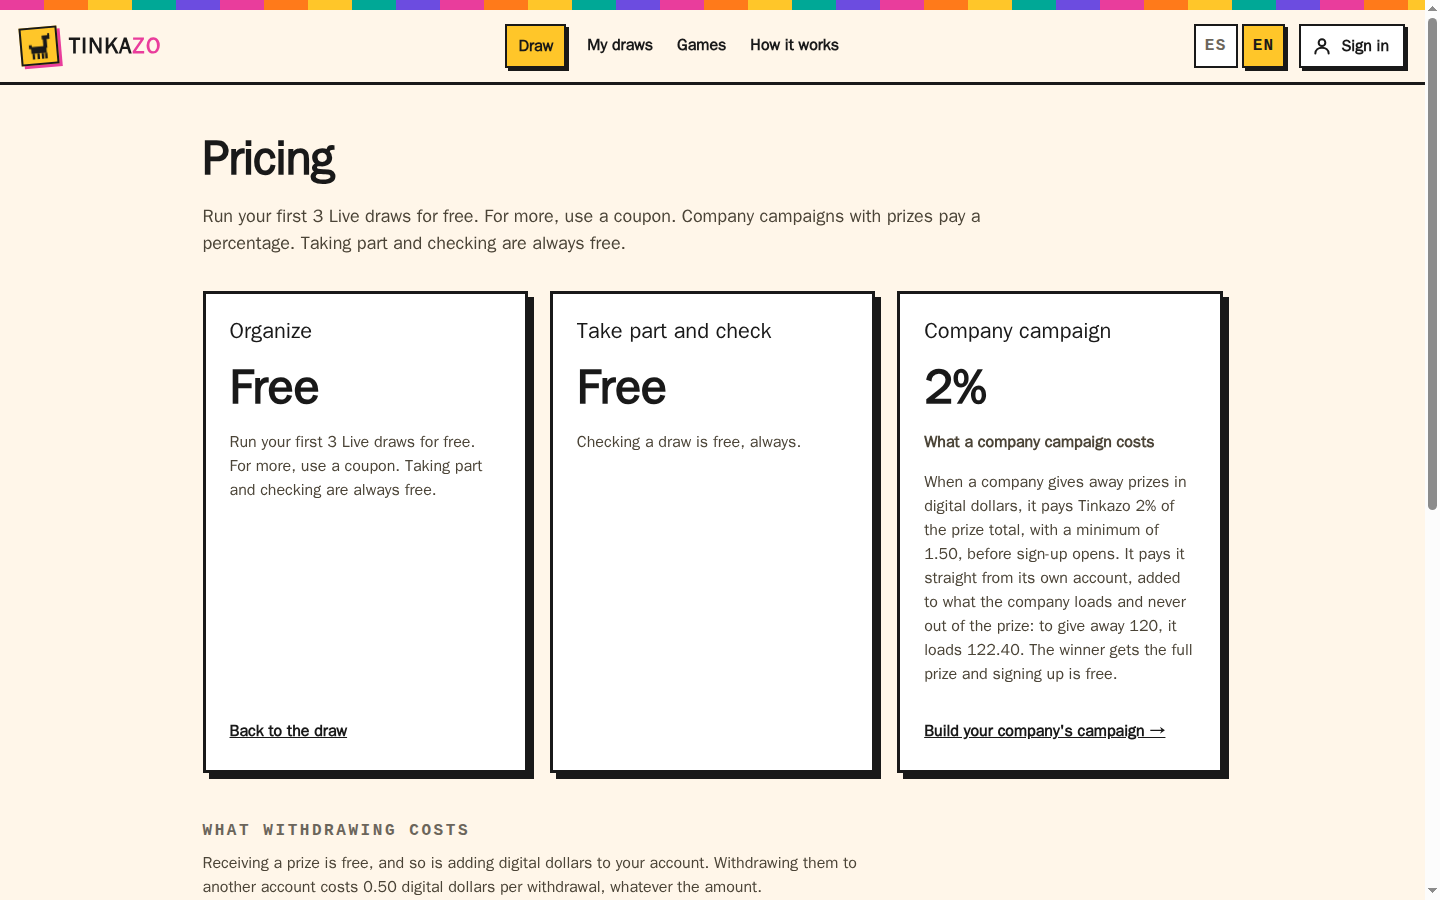 TINKAZO
Draw
My draws
Games
How it works
ES
EN
Sign in
Pricing
Run your first 3 Live draws for free. For more, use a coupon. Company campaigns with prizes pay a
percentage. Taking part and checking are always free.
Organize
Free
Run your first 3 Live draws for free.
For more, use a coupon. Taking part
and checking are always free.
Back to the draw
Take part and check
Free
Checking a draw is free, always.
Company campaign
2%
What a company campaign costs
When a company gives away prizes in
digital dollars, it pays Tinkazo 2% of
the prize total, with a minimum of
1.50, before sign-up opens. It pays it
straight from its own account, added
to what the company loads and never
out of the prize: to give away 120, it
loads 122.40. The winner gets the full
prize and signing up is free.
Build your company's campaign →
WHAT WITHDRAWING COSTS
Receiving a prize is free, and so is adding digital dollars to your account. Withdrawing them to
another account costs 0.50 digital dollars per withdrawal, whatever the amount.